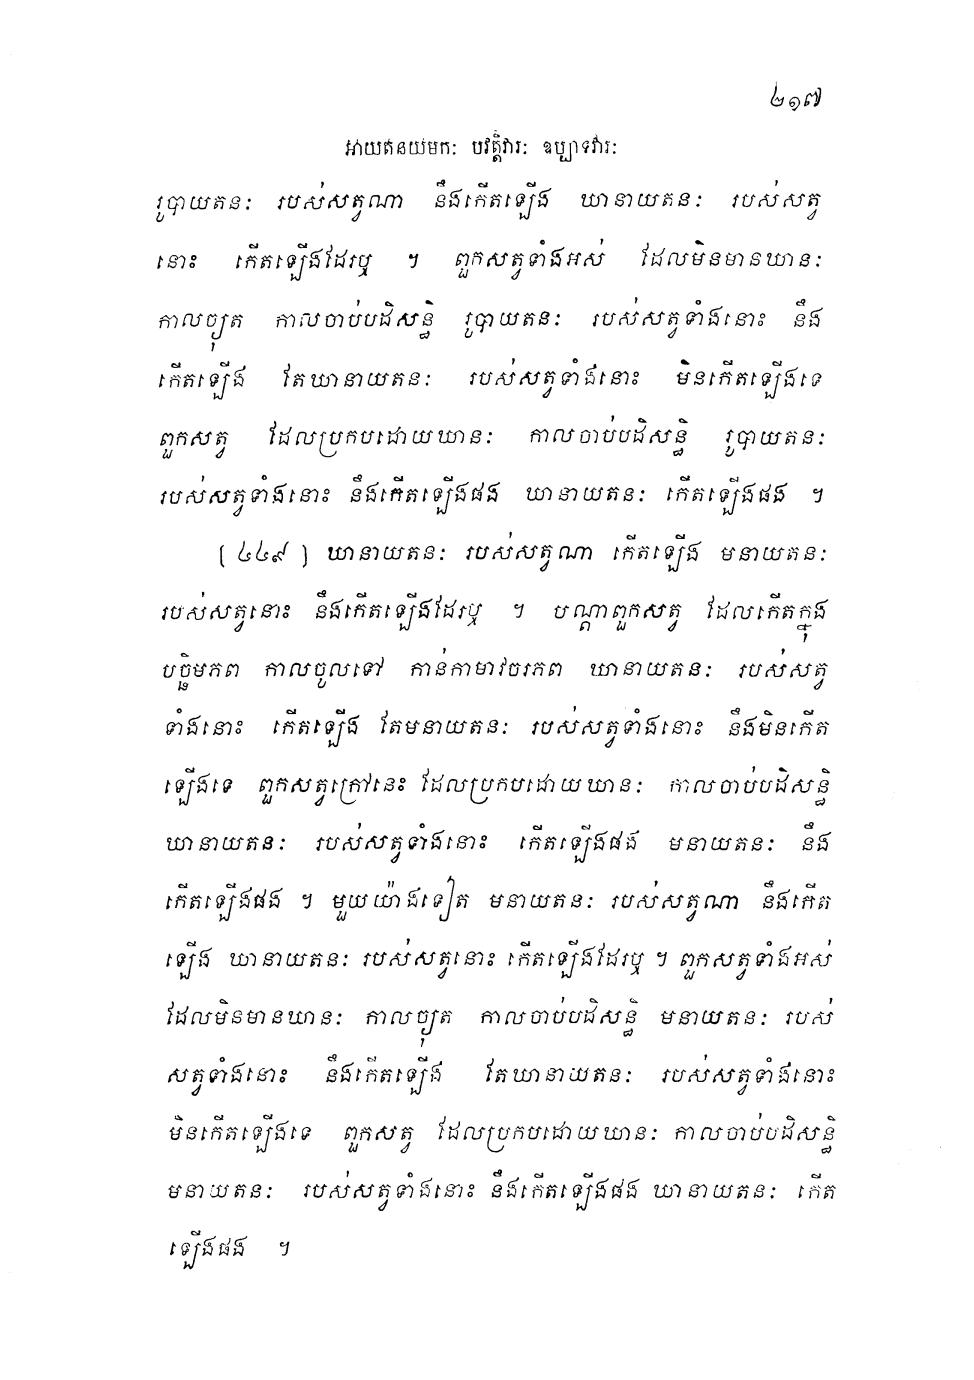 ២១៧
អាយតនយមកៈ បវត្តិវារៈ ឧប្បាទវារៈ
រូបាយតនៈ របស់សត្វណា នឹងកើតឡើង ឃានាយតនៈ របស់សត្វ
នោះ កើតឡើងដែរឬ ។ ពួកសត្វទាំងអស់ ដែលមិនមានឃានៈ
កាលច្យុត កាលចាប់បដិសន្ធិ រូបាយតនៈ របស់សត្វទាំងនោះ នឹង
កើតឡើង តែឃានាយតនៈ របស់សត្វទាំងនោះ មិនកើតឡើងទេ
ពួកសត្វ ដែលប្រកបដោយឃានៈ កាលចាប់បដិសន្ធិ រូបាយតនៈ
របស់សត្វទាំងនោះ នឹងកើតឡើងផង ឃានាយតនៈ កើតឡើងផង ។
(៤៤៩) ឃានាយតនៈ របស់សត្វណា កើតឡើង មនាយតនៈ
របស់សត្វនោះ នឹងកើតឡើងដែរឬ ។ បណ្តាពួកសត្វ ដែលកើតក្នុង
បច្ឆិមភព កាលចូលទៅ កាន់កាមាវចរភព ឃានាយតនៈ របស់សត្វ
ទាំងនោះ កើតឡើង តែមនាយតនៈ របស់សត្វទាំងនោះ នឹងមិនកើត
ឡើងទេ ពួកសត្វក្រៅនេះ ដែលប្រកបដោយឃានៈ កាលចាប់បដិសន្ធិ
ឃានាយតនៈ របស់សត្វទាំងនោះ កើតឡើងផង មនាយតនៈ នឹង
កើតឡើងផង ។ មួយយ៉ាងទៀត មនាយតនៈ របស់សត្វណា នឹងកើត
ឡើង ឃានាយតនៈ របស់សត្វនោះ កើតឡើងដែរឬ ។ ពួកសត្វទាំងអស់
ដែលមិនមានឃានៈ កាលច្យុត កាលចាប់បដិសន្ធិ មនាយតនៈ របស់
សត្វទាំងនោះ នឹងកើតឡើង តែឃានាយតនៈ របស់សត្វទាំងនោះ
មិនកើតឡើងទេ ពួកសត្វ ដែលប្រកបដោយឃានៈ កាលចាប់បដិសន្ធិ
មនាយតនៈ របស់សត្វទាំងនោះ នឹងកើតឡើងផង ឃានាយតនៈ កើត
ឡើងផង ។